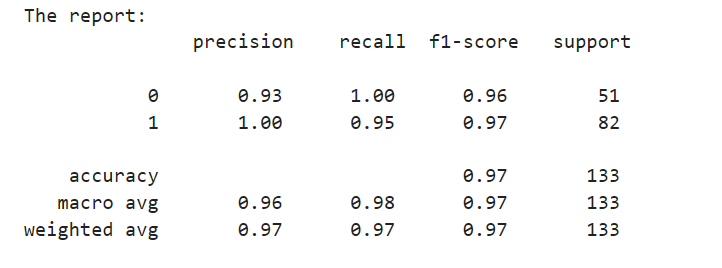 The report:
precision recall f1-score support
0 0.93 1.00 0.96 51
1 1.00 0.95 0.97 82
accuracy 0.97 133
macro avg 0.96 0.98 0.97 133
weighted avg 0.97 0.97 0.97 133